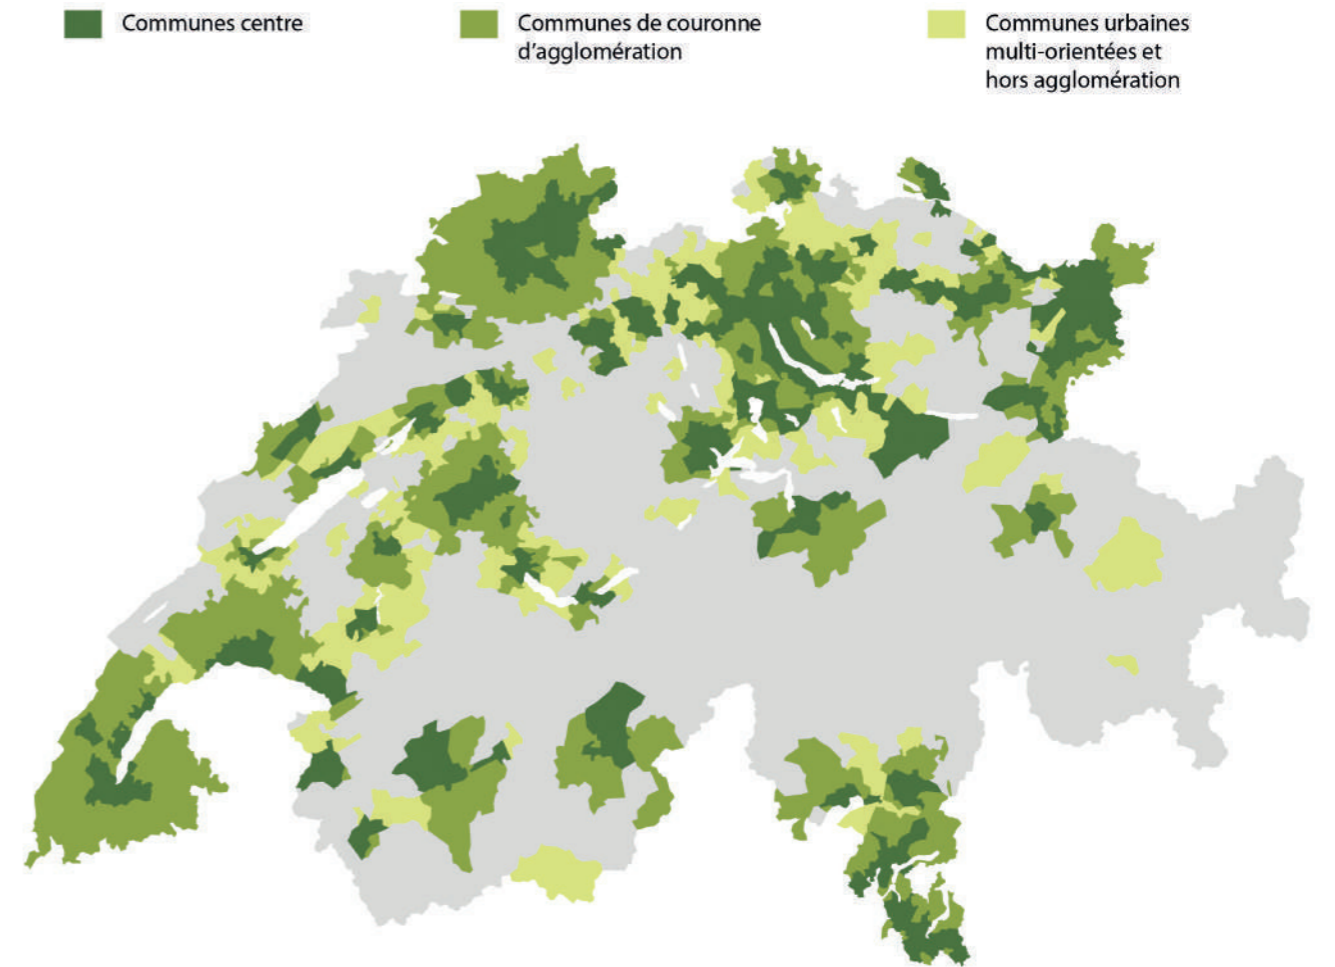 Communes centre
Communes de couronne
d'agglomération
Communes urbaines
multi-orientées et
hors agglomération